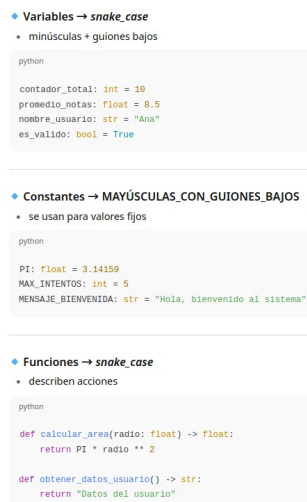 Variables → snake_case
• minúsculas + guiones bajos
python
contador_total: int = 10
promedio_notas: float = 8.5
nombre_usuario: str = "Ana"
es_valido: bool = True
Constantes → MAYÚSCULAS_CON_GUIONES_BAJOS
• se usan para valores fijos
python
PI: float = 3.14159
MAX_INTENTOS: int = 5
MENSAJE_BIENVENIDA: str = "Hola, bienvenido al sistema"
Funciones → snake_case
• describen acciones
python
def calcular_area(radio: float) -> float:
    return PI * radio ** 2
def obtener_datos_usuario() -> str:
    return "Datos del usuario"